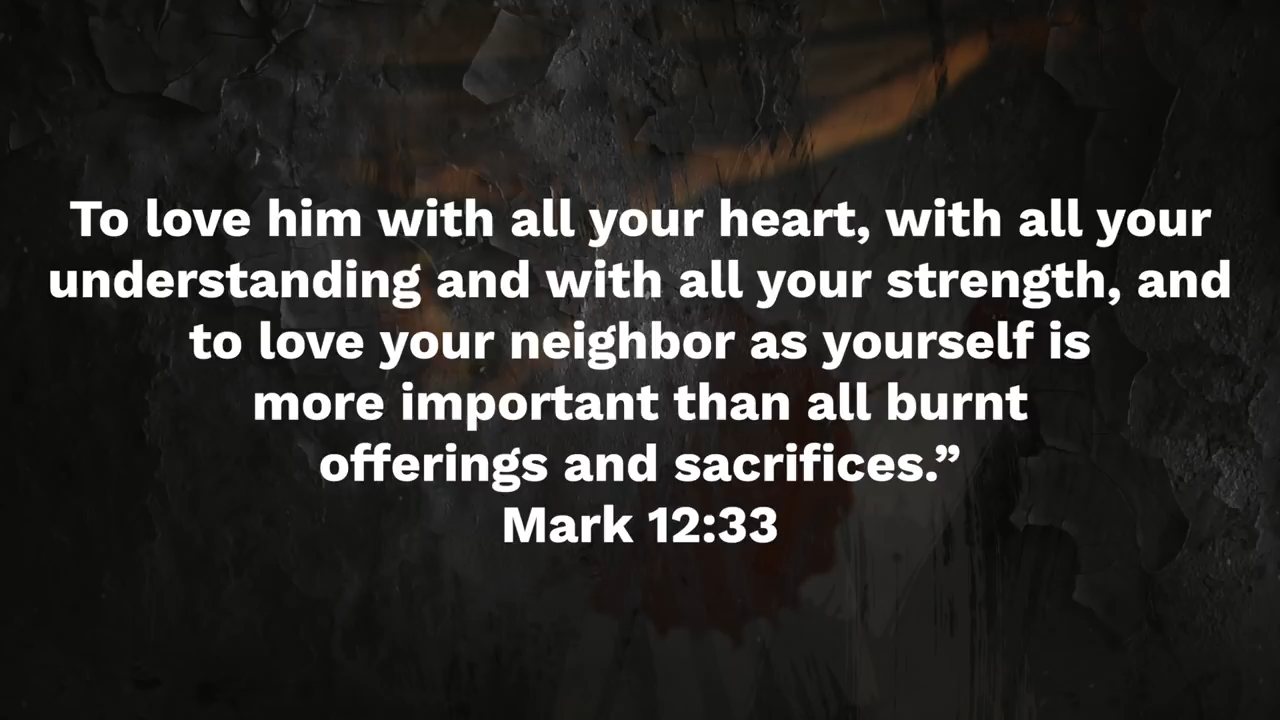 To love him with all your heart, with all your
understanding and with all your strength, and
to love your neighbor as yourself is
more important than all burnt
offerings and sacrifices.”
Mark 12:33